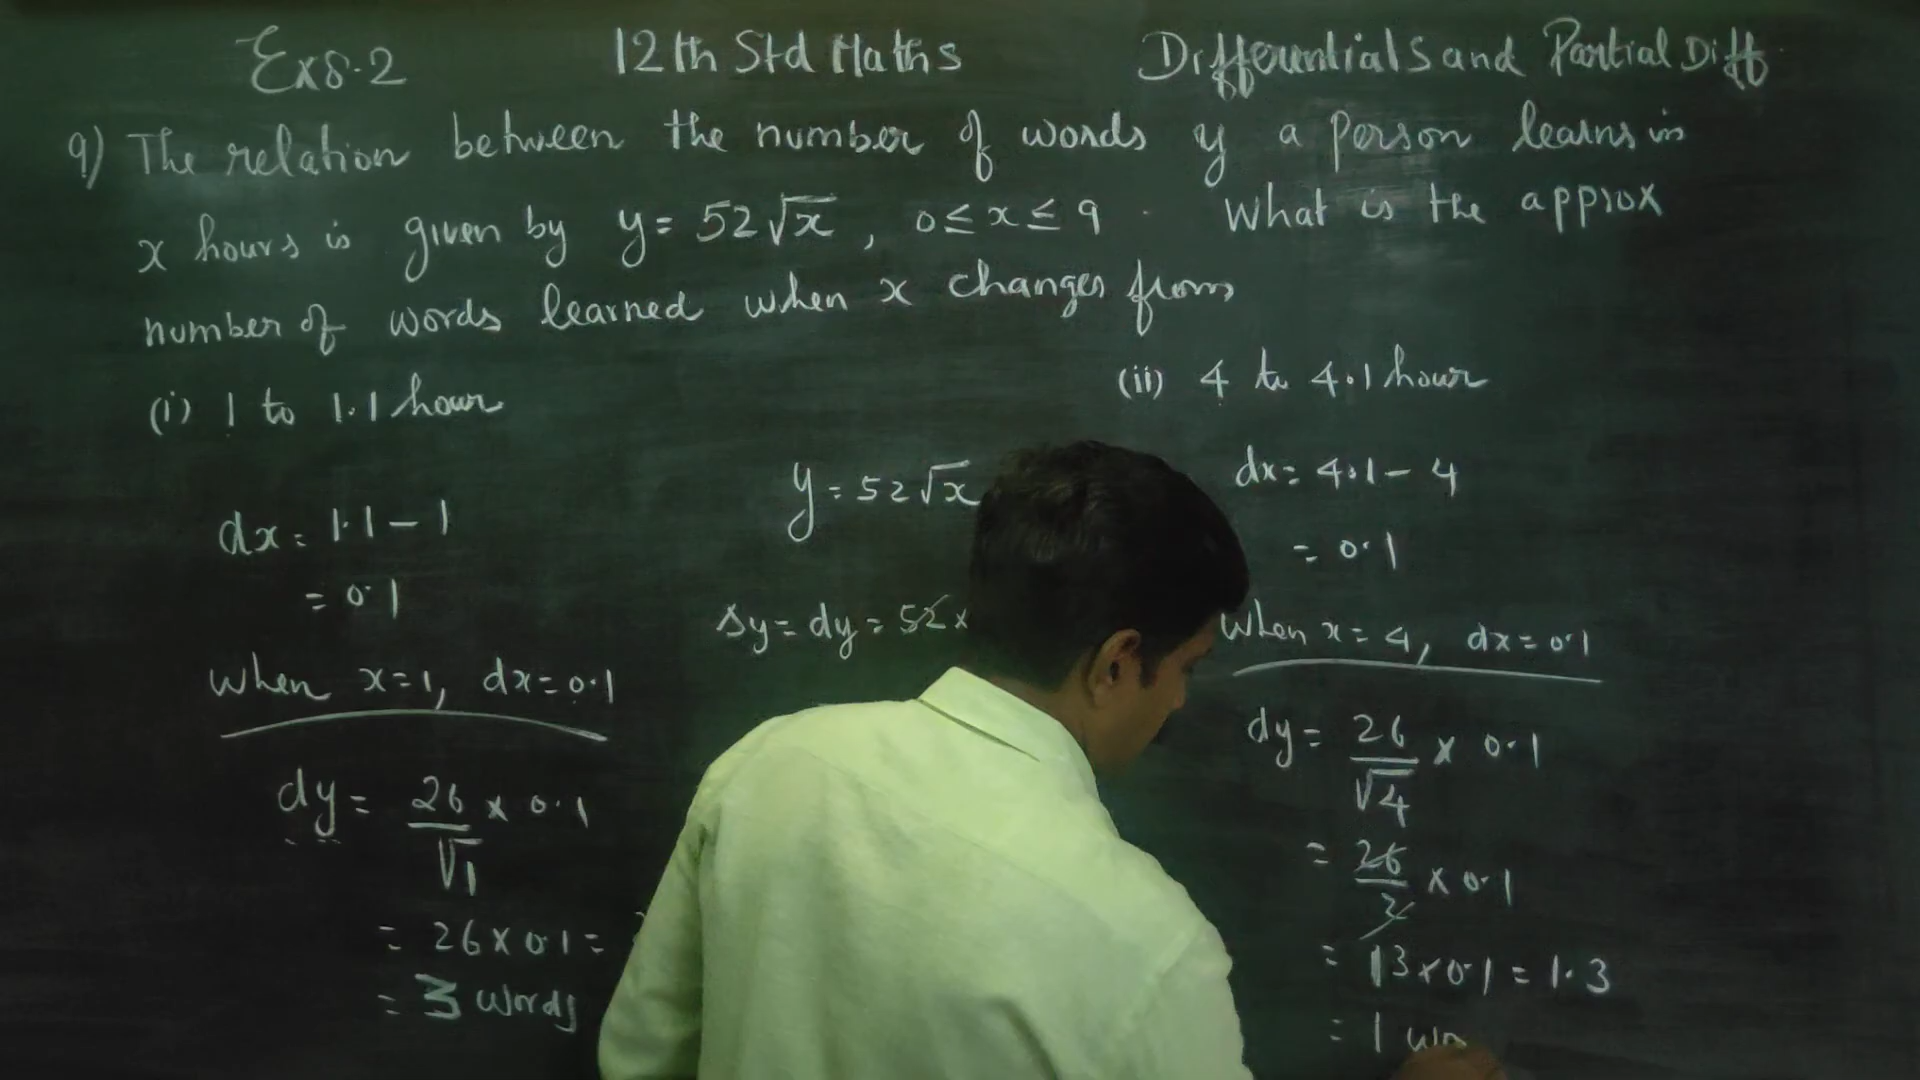 Ex 8.2 12th Std Maths Differentials and Partial Diff
9) The relation between the number of words y a person learns in
x hours is given by y = 52√x , 0 ≤ x ≤ 9 . What is the approx
number of words learned when x changes from
(i) 1 to 1.1 hour (ii) 4 to 4.1 hour
dx = 1.1 - 1
= 0.1
when x=1, dx=0.1
dy = 26/√1 × 0.1
= 26 × 0.1 =
= 3 words
y = 52√x
Δy = dy = 52 ×
dx = 4.1 - 4
= 0.1
when x = 4, dx = 0.1
dy = 26/√4 × 0.1
= 26/2 × 0.1
= 13 × 0.1 = 1.3
= 1 wo